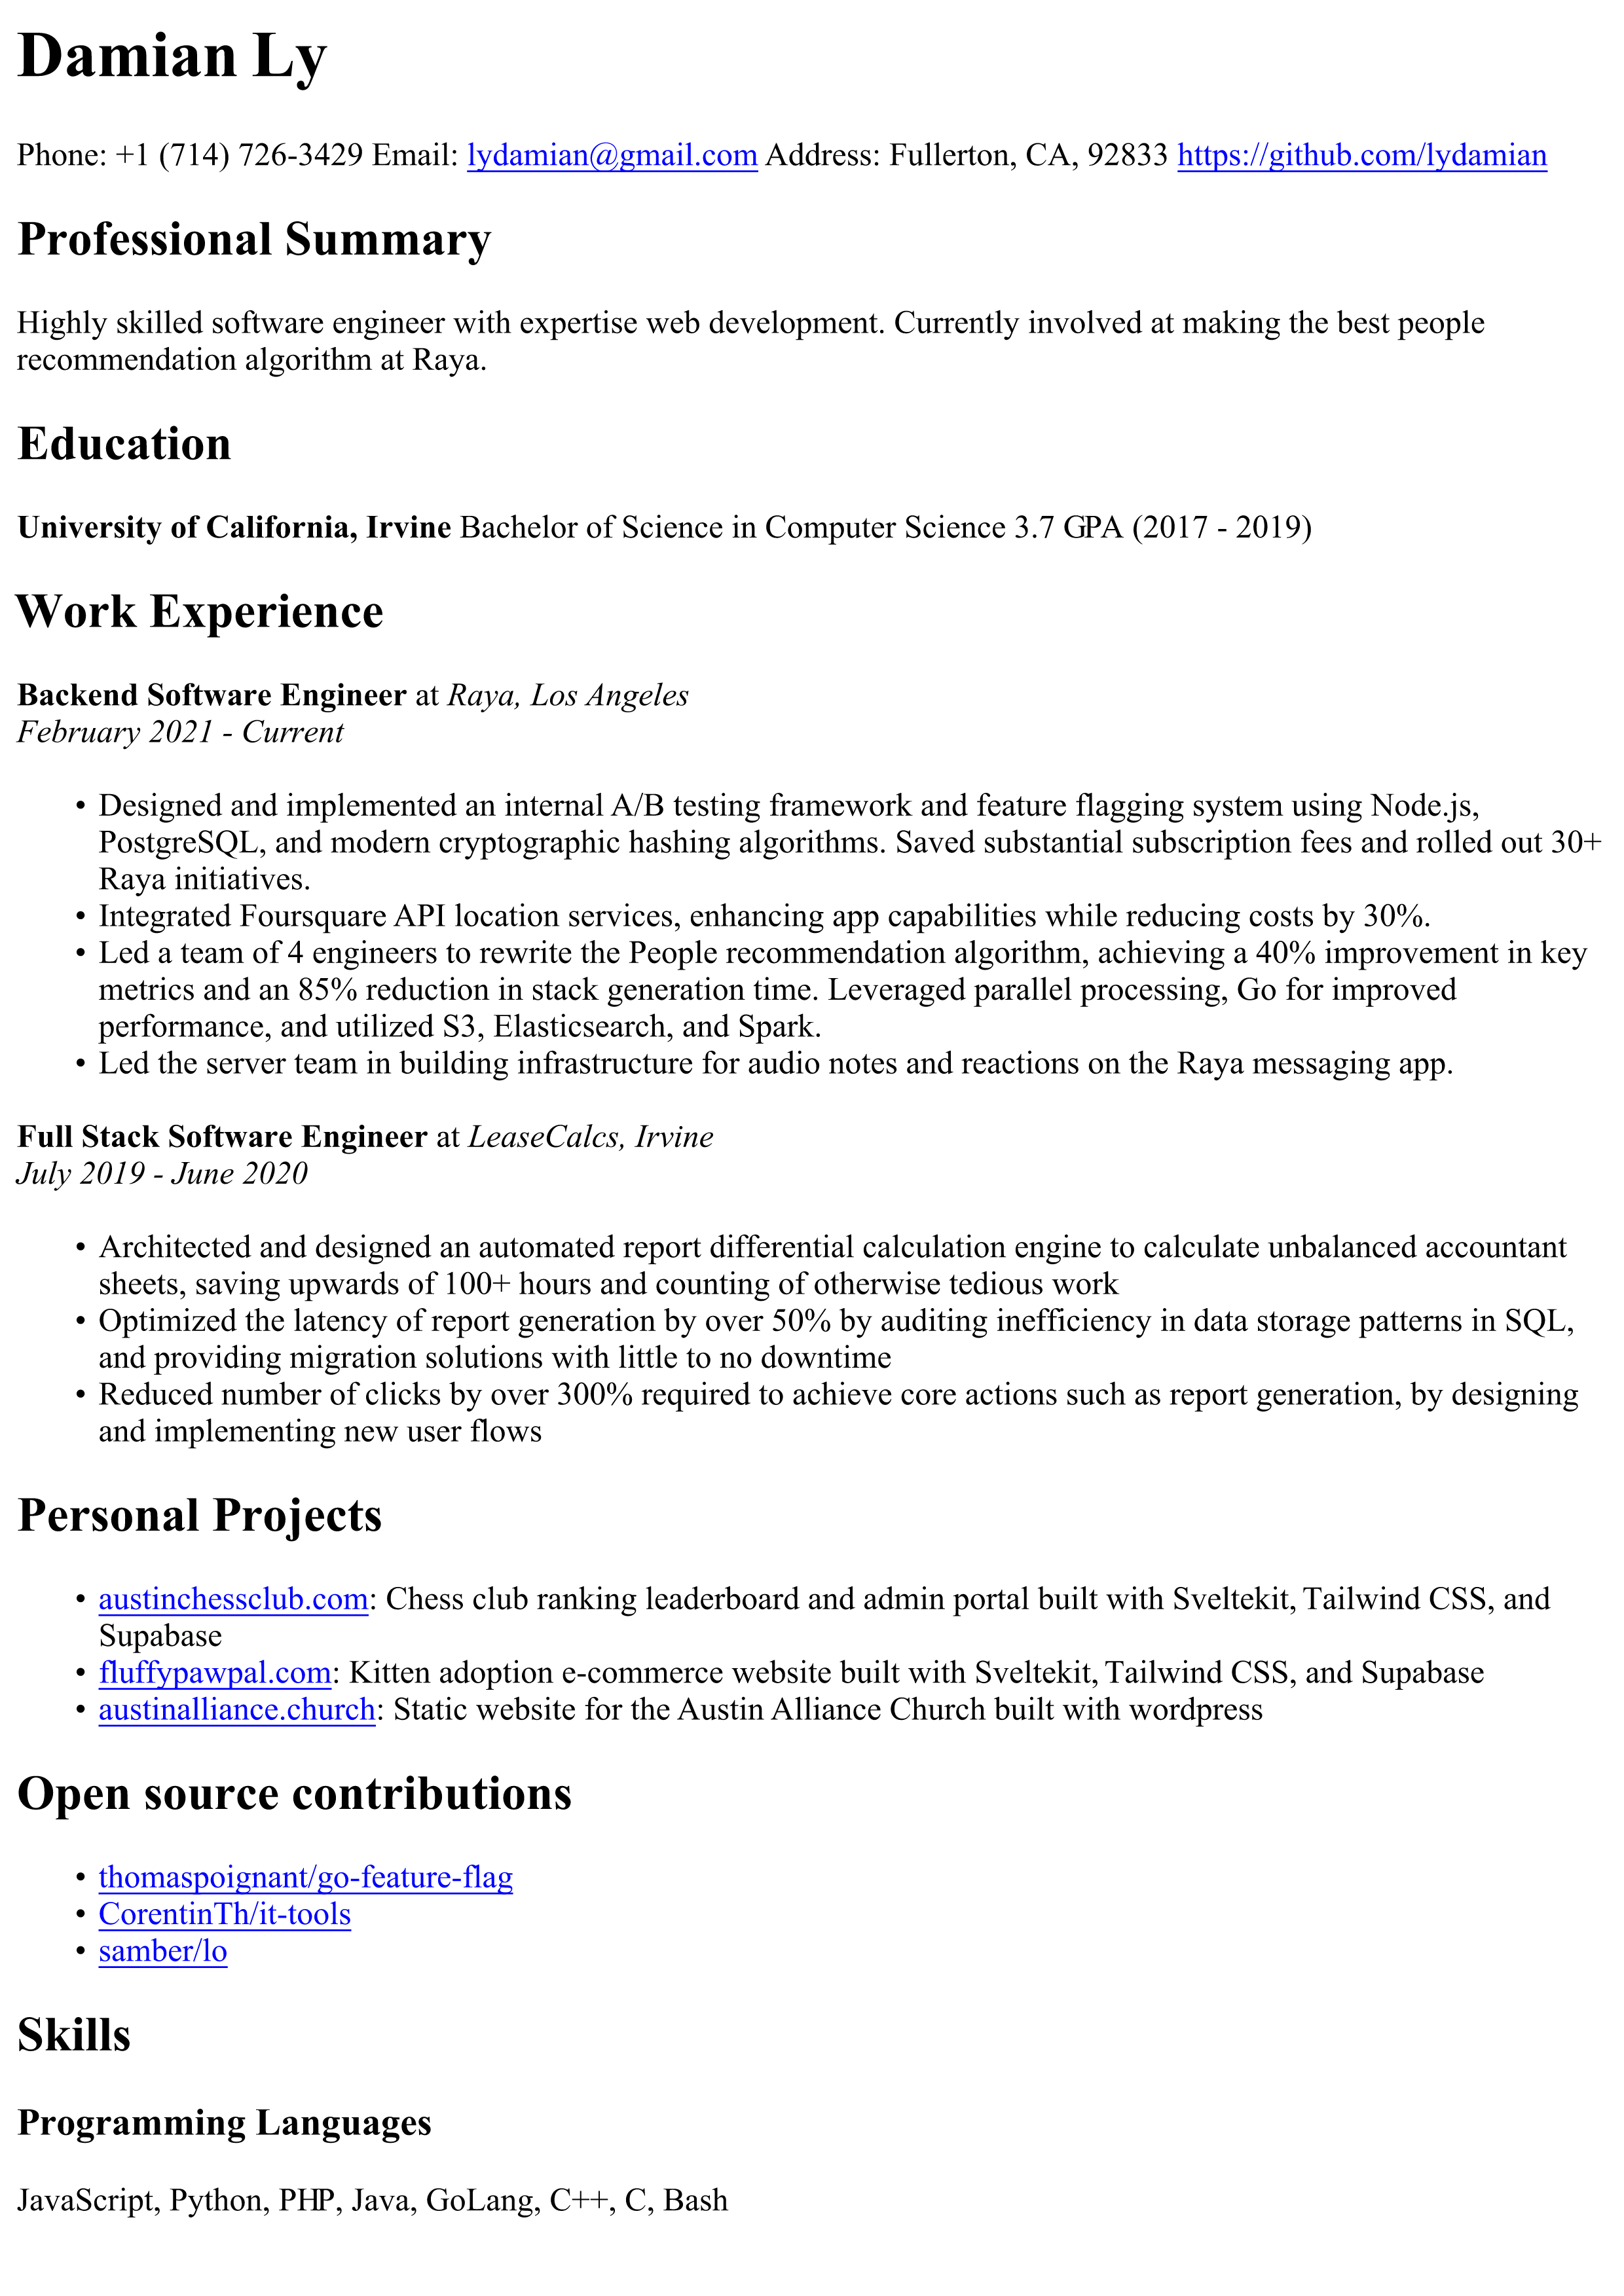 Damian Ly
Phone: +1 (714) 726-3429 Email: lydamian@gmail.com Address: Fullerton, CA, 92833 https://github.com/lydamian
Professional Summary
Highly skilled software engineer with expertise web development. Currently involved at making the best people
recommendation algorithm at Raya.
Education
University of California, Irvine Bachelor of Science in Computer Science 3.7 GPA (2017 - 2019)
Work Experience
Backend Software Engineer at Raya, Los Angeles
February 2021 - Current
• Designed and implemented an internal A/B testing framework and feature flagging system using Node.js,
PostgreSQL, and modern cryptographic hashing algorithms. Saved substantial subscription fees and rolled out 30+
Raya initiatives.
• Integrated Foursquare API location services, enhancing app capabilities while reducing costs by 30%.
• Led a team of 4 engineers to rewrite the People recommendation algorithm, achieving a 40% improvement in key
metrics and an 85% reduction in stack generation time. Leveraged parallel processing, Go for improved
performance, and utilized S3, Elasticsearch, and Spark.
• Led the server team in building infrastructure for audio notes and reactions on the Raya messaging app.
Full Stack Software Engineer at LeaseCalcs, Irvine
July 2019 - June 2020
• Architected and designed an automated report differential calculation engine to calculate unbalanced accountant
sheets, saving upwards of 100+ hours and counting of otherwise tedious work
• Optimized the latency of report generation by over 50% by auditing inefficiency in data storage patterns in SQL,
and providing migration solutions with little to no downtime
• Reduced number of clicks by over 300% required to achieve core actions such as report generation, by designing
and implementing new user flows
Personal Projects
• austinchessclub.com: Chess club ranking leaderboard and admin portal built with Sveltekit, Tailwind CSS, and
Supabase
• fluffypawpal.com: Kitten adoption e-commerce website built with Sveltekit, Tailwind CSS, and Supabase
• austinalliance.church: Static website for the Austin Alliance Church built with wordpress
Open source contributions
• thomaspoignant/go-feature-flag
• CorentinTh/it-tools
• samber/lo
Skills
Programming Languages
JavaScript, Python, PHP, Java, GoLang, C++, C, Bash